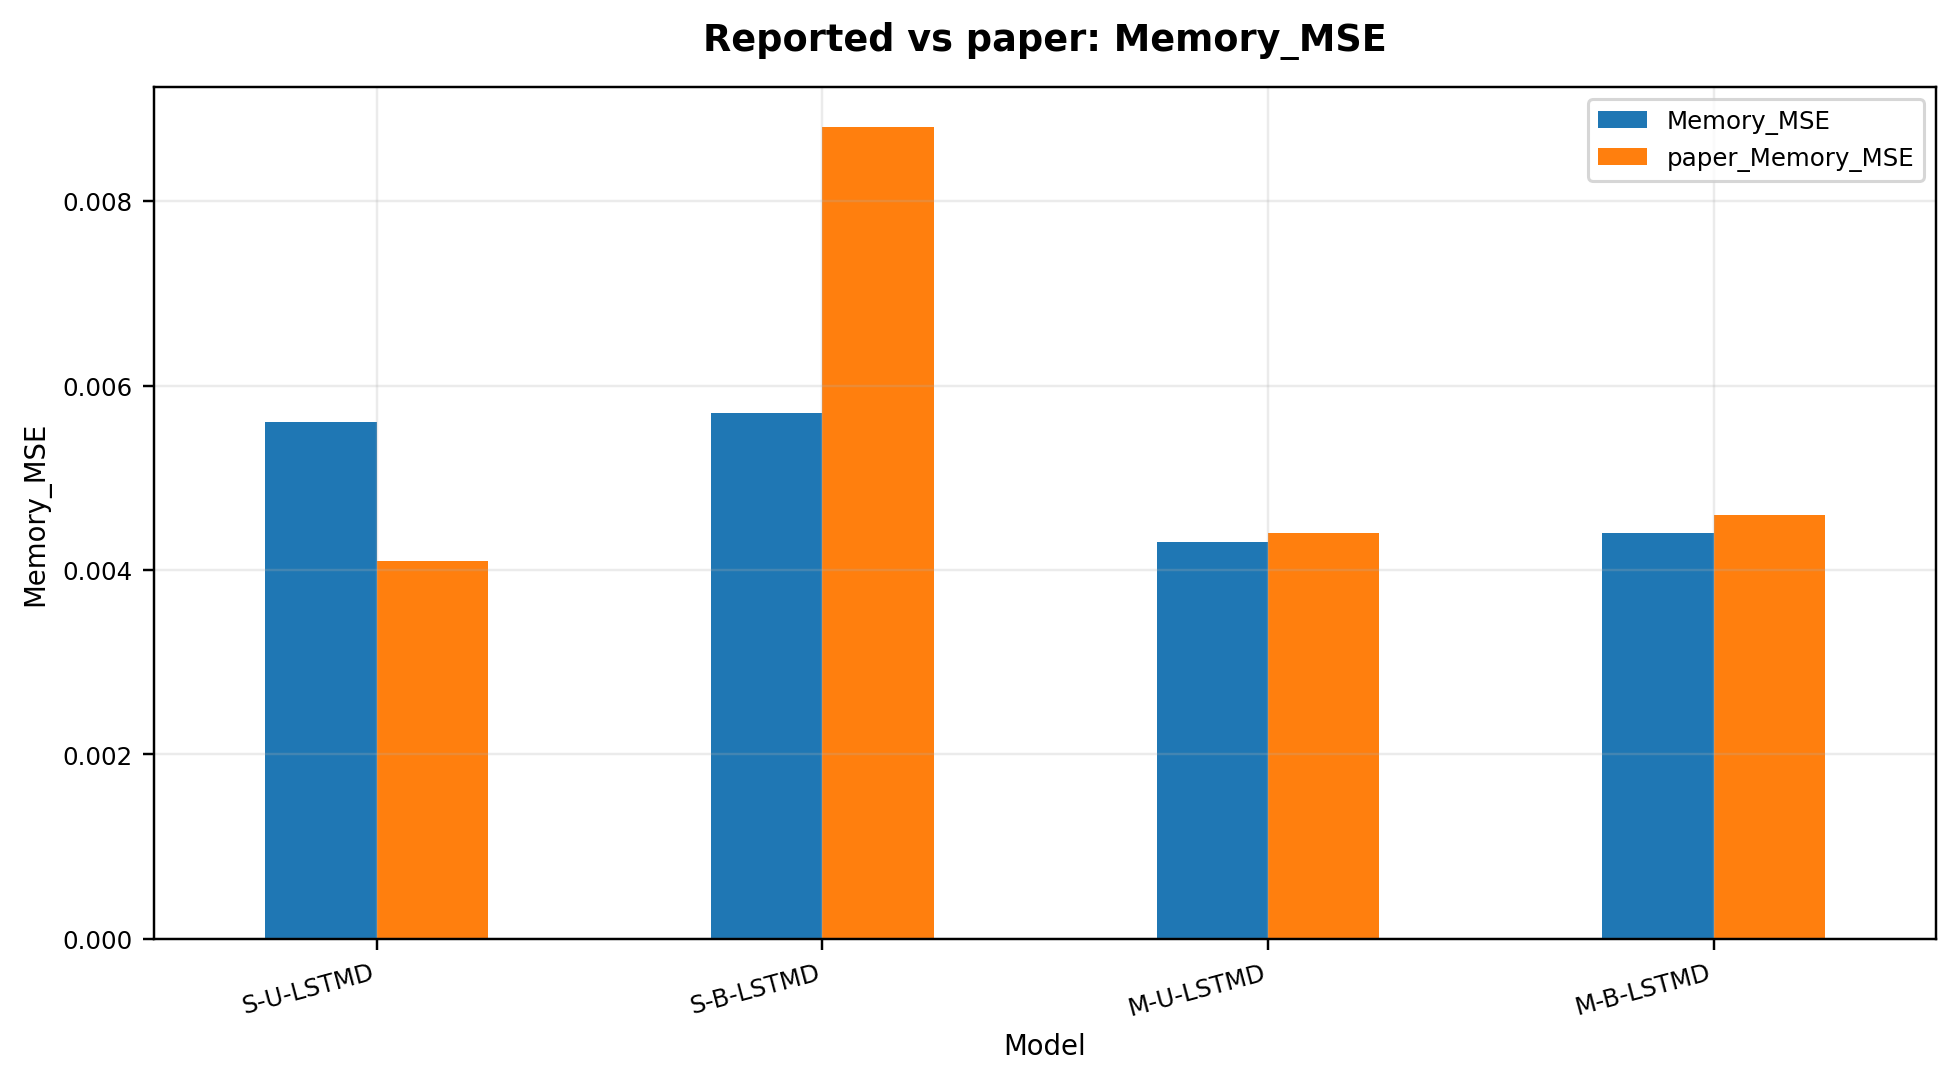 Reported vs paper: Memory_MSE
Memory_MSE
paper_Memory_MSE
Memory_MSE
0.008
0.006
0.004
0.002
0.000
S-U-LSTMD
S-B-LSTMD
M-U-LSTMD
M-B-LSTMD
Model